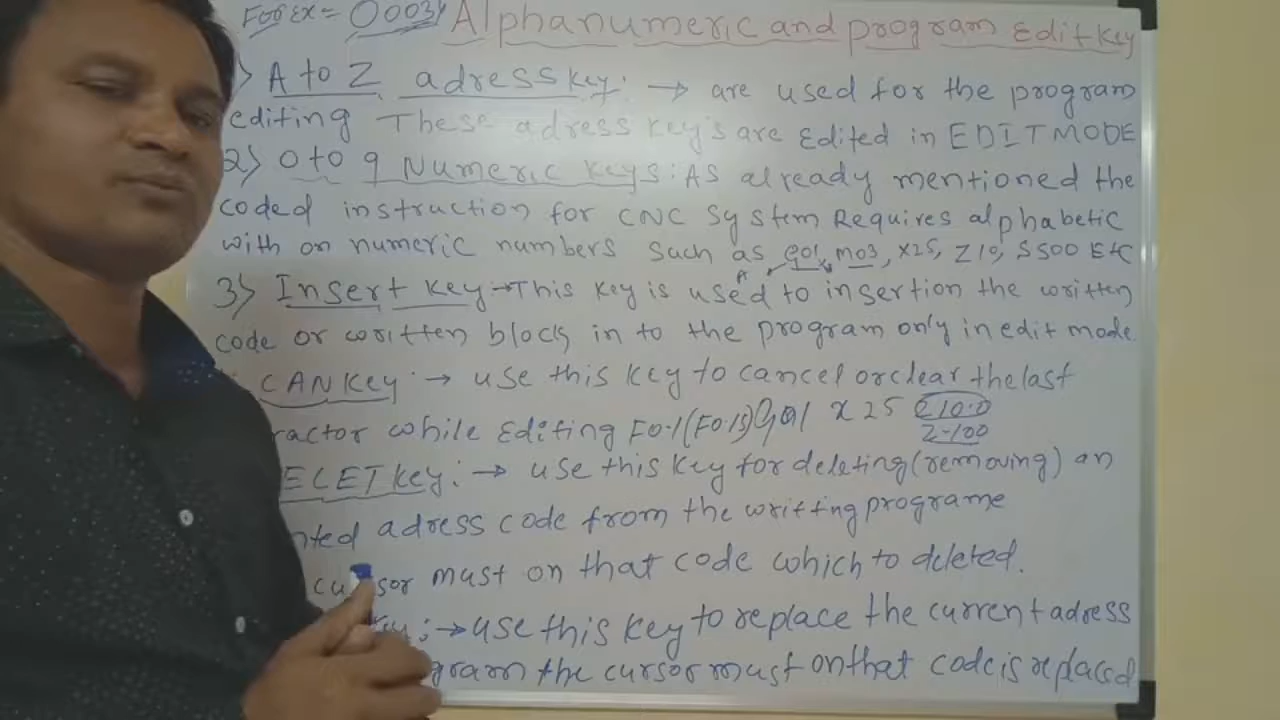 For Ex = O0034 Alphanumeric and program Edit key
A to Z adress key. → are used for the program
editing These adress key's are Edited in EDIT MODE
2) 0 to 9 Numeric keys: As already mentioned the
coded instruction for CNC system Requires alphabetic
with on numeric numbers such as g01, m03, X25, Z10, S500 Etc
A
3) Insert key → This key is used to insertion the written
code or written block in to the program only in edit mode.
CAN Key → use this key to cancel or clear the last
ractor while Editing F0.1(F0.15) G01 X 25 Z10.0
Z-100
ELET key: → use this key for deleting (removing) an
nted adress code from the writting programe
cursor must on that code which to deleted.
key: → use this key to replace the current adress
gram the cursor must on that code is replaced